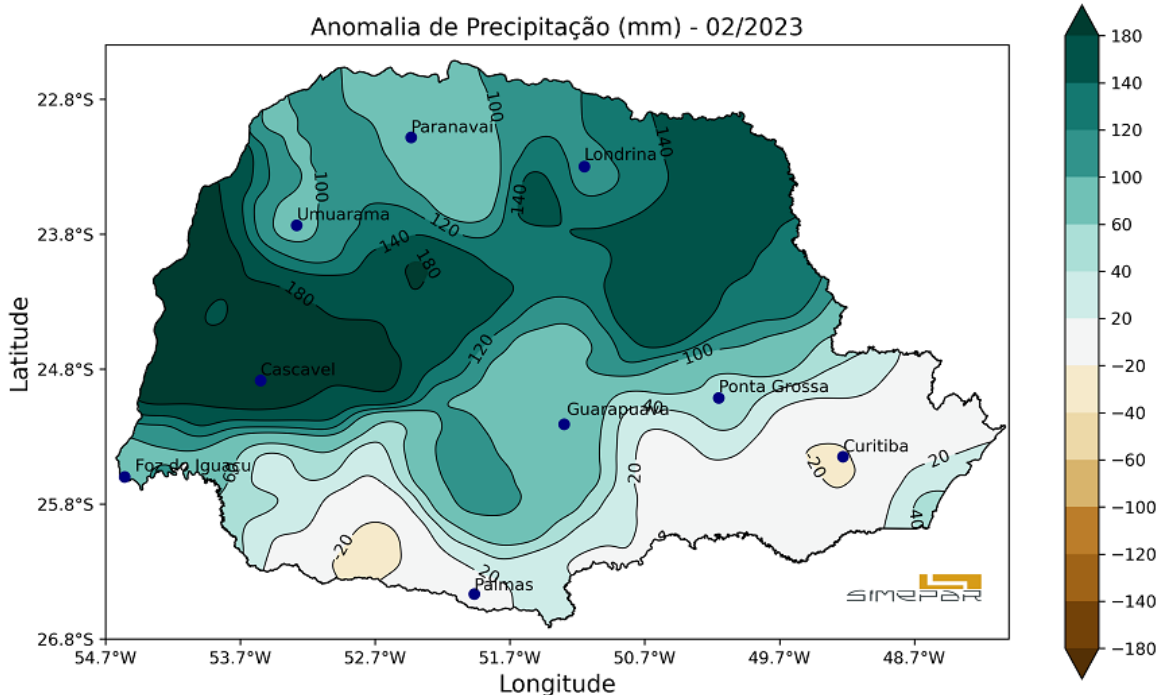 Anomalia de Precipitação (mm) - 02/2023
180
140
120
100
60
40
20
−20
−40
−60
−100
−120
−140
−180
Latitude
22.8°S
23.8°S
24.8°S
25.8°S
26.8°S
54.7°W
53.7°W
52.7°W
51.7°W
50.7°W
49.7°W
48.7°W
Longitude
Paranavaí
Londrina
Umuarama
Cascavel
Ponta Grossa
Guarapuava
Curitiba
Foz do Iguaçu
Palmas
100
140
100
140
120
140
180
180
120
100
40
60
20
-20
20
40
-20
20
SIMEPAR